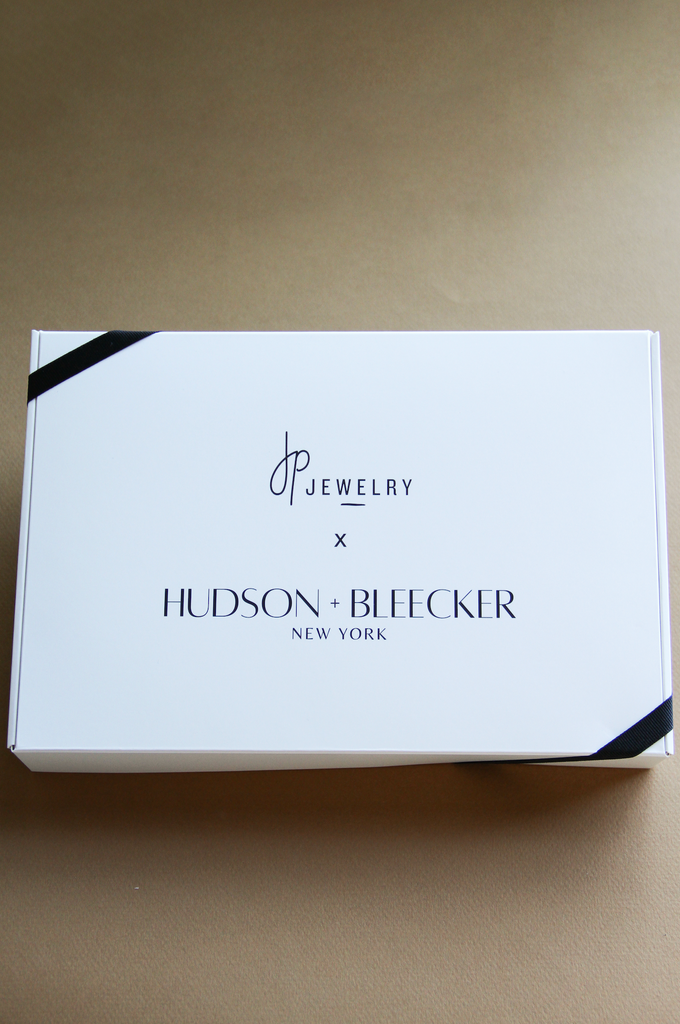 JP JEWELRY
x
HUDSON + BLEECKER
NEW YORK